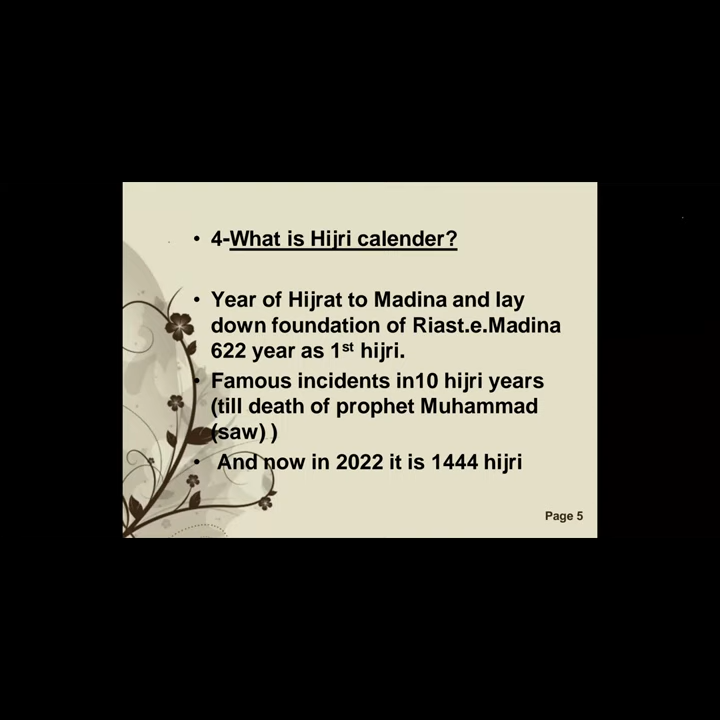 • 4-What is Hijri calender?
• Year of Hijrat to Madina and lay
down foundation of Riast.e.Madina
622 year as 1st hijri.
• Famous incidents in10 hijri years
(till death of prophet Muhammad
(saw) )
• And now in 2022 it is 1444 hijri
Page 5